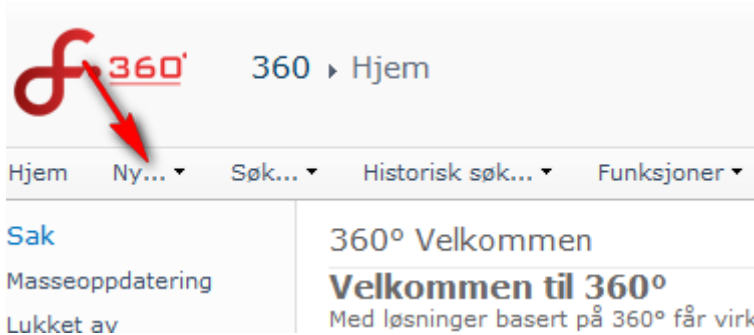 360°
360 ▸ Hjem
Hjem Ny... Søk... Historisk søk... Funksjoner
Sak
360° Velkommen
Masseoppdatering
Velkommen til 360°
Lukket av
Med løsninger basert på 360° får virk